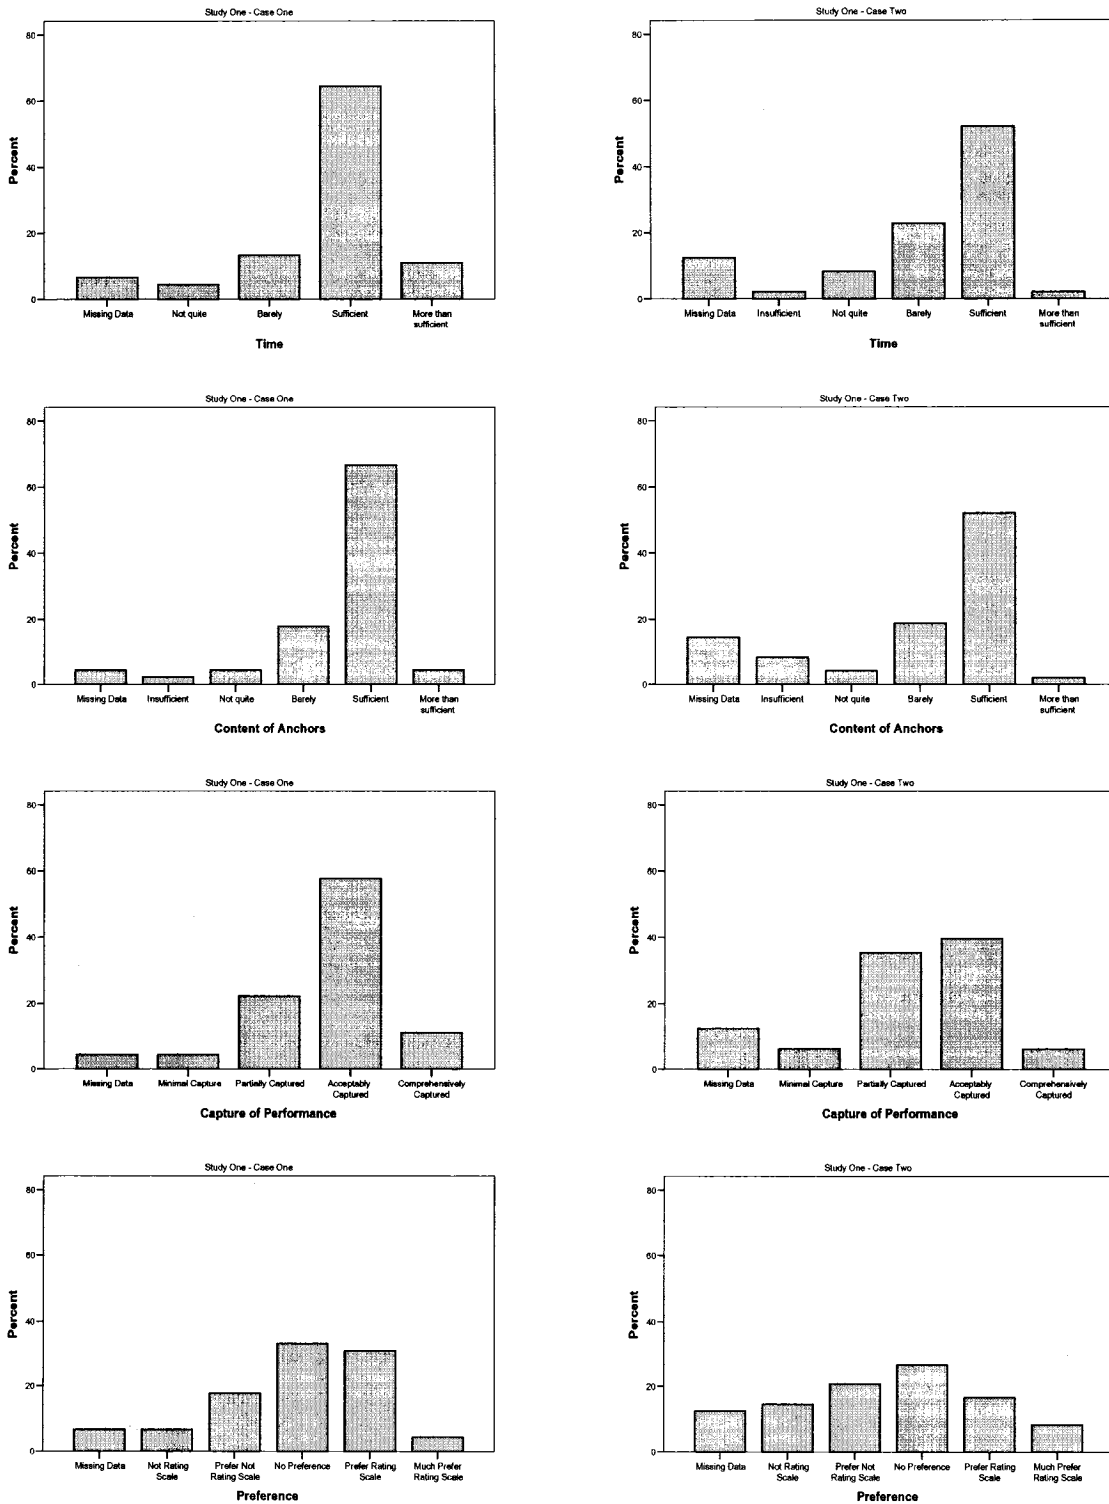 Study One - Case One
80
60
40
20
0
Percent
Missing Data
Not quite
Barely
Sufficient
More than
sufficient
Time
Study One - Case Two
80
60
40
20
0
Percent
Missing Data
Insufficient
Not quite
Barely
Sufficient
More than
sufficient
Time
Study One - Case One
80
60
40
20
0
Percent
Missing Data
Insufficient
Not quite
Barely
Sufficient
More than
sufficient
Content of Anchors
Study One - Case Two
80
60
40
20
0
Percent
Missing Data
Insufficient
Not quite
Barely
Sufficient
More than
sufficient
Content of Anchors
Study One - Case One
80
60
40
20
0
Percent
Missing Data
Minimal Capture
Partially Captured
Acceptably
Captured
Comprehensively
Captured
Capture of Performance
Study One - Case Two
80
60
40
20
0
Percent
Missing Data
Minimal Capture
Partially Captured
Acceptably
Captured
Comprehensively
Captured
Capture of Performance
Study One - Case One
80
60
40
20
0
Percent
Missing Data
Not Rating
Scale
Prefer Not
Rating Scale
No Preference
Prefer Rating
Scale
Much Prefer
Rating Scale
Preference
Study One - Case Two
80
60
40
20
0
Percent
Missing Data
Not Rating
Scale
Prefer Not
Rating Scale
No Preference
Prefer Rating
Scale
Much Prefer
Rating Scale
Preference